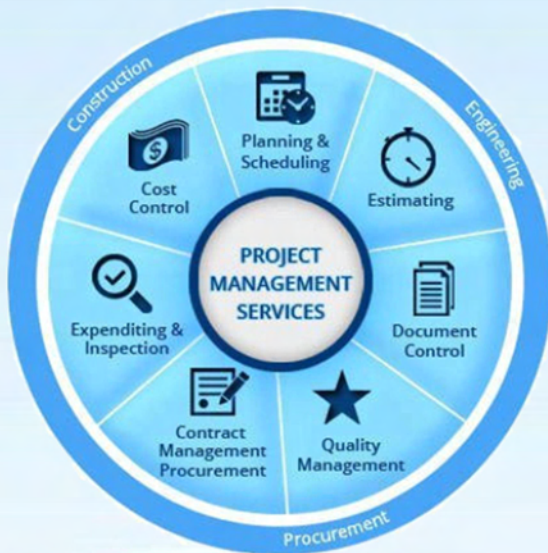 Construction
Engineering
Procurement
PROJECT
MANAGEMENT
SERVICES
Planning &
Scheduling
Estimating
Document
Control
Quality
Management
Contract
Management
Procurement
Expenditing &
Inspection
Cost
Control
$